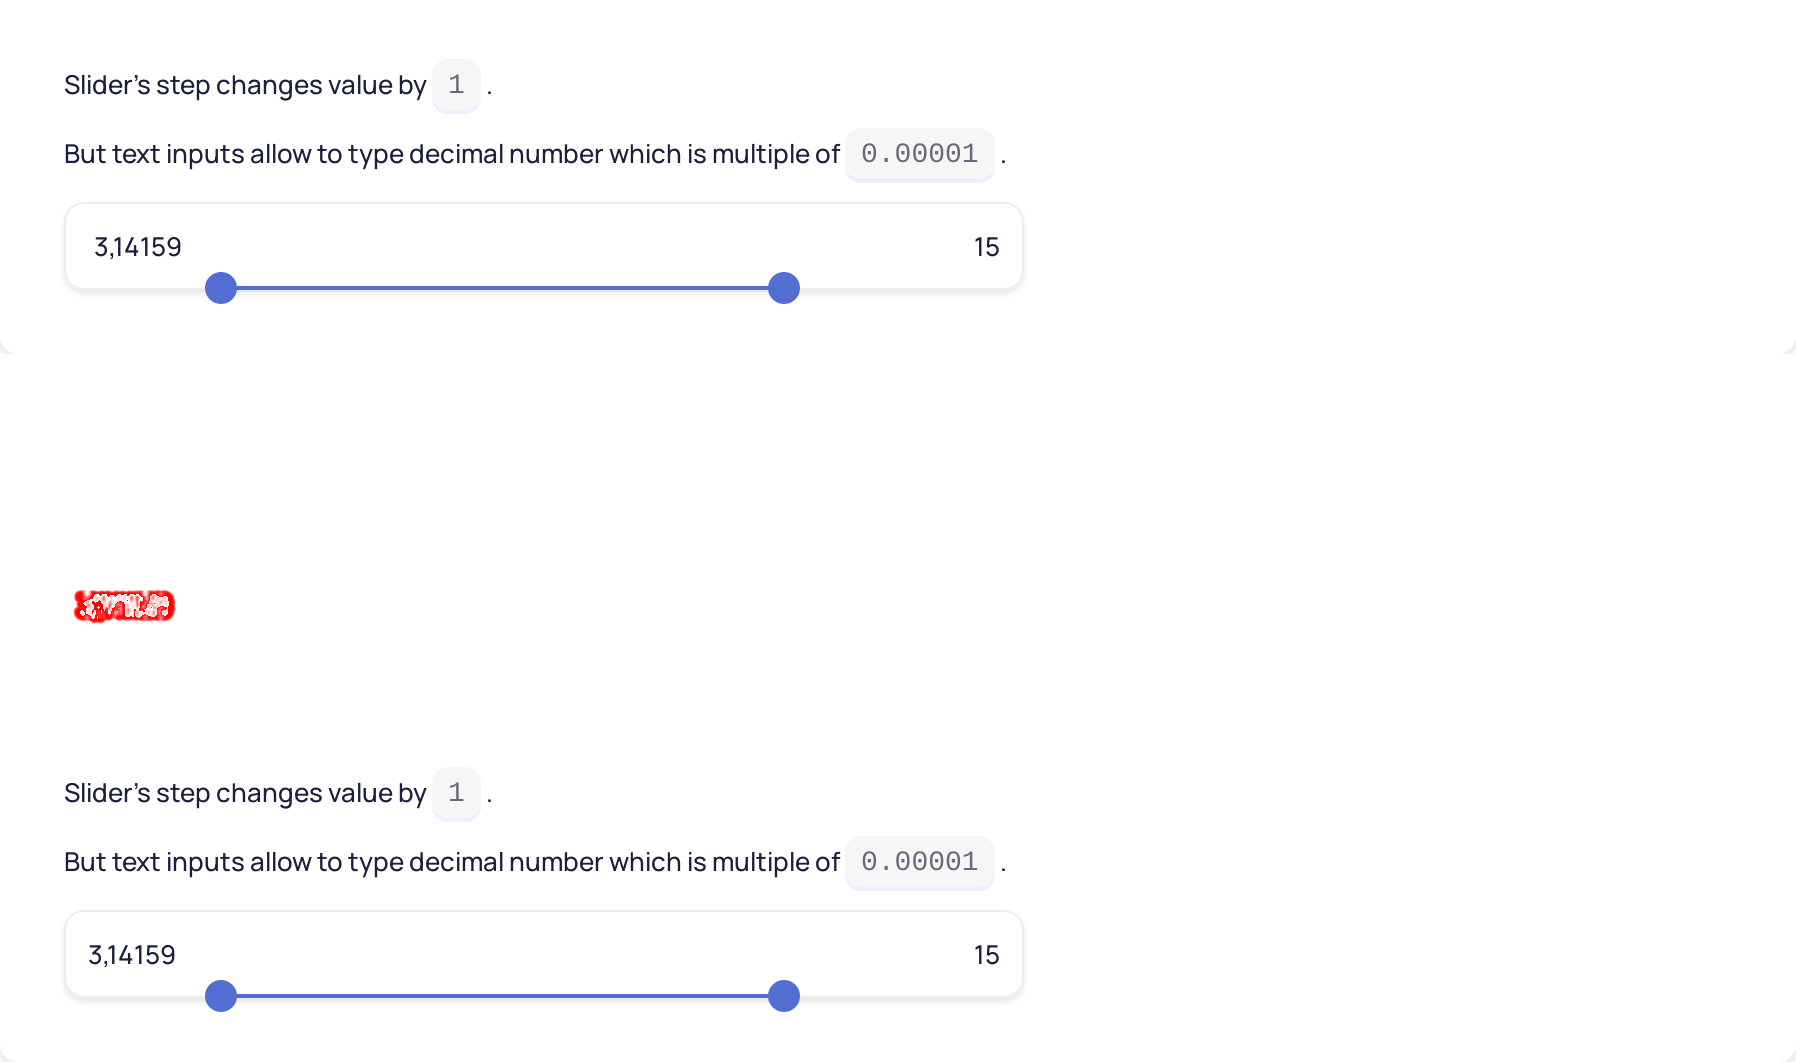 Slider's step changes value by 1 .
But text inputs allow to type decimal number which is multiple of 0.00001 .
3,14159 15
Slider's step changes value by 1 .
But text inputs allow to type decimal number which is multiple of 0.00001 .
3,14159 15